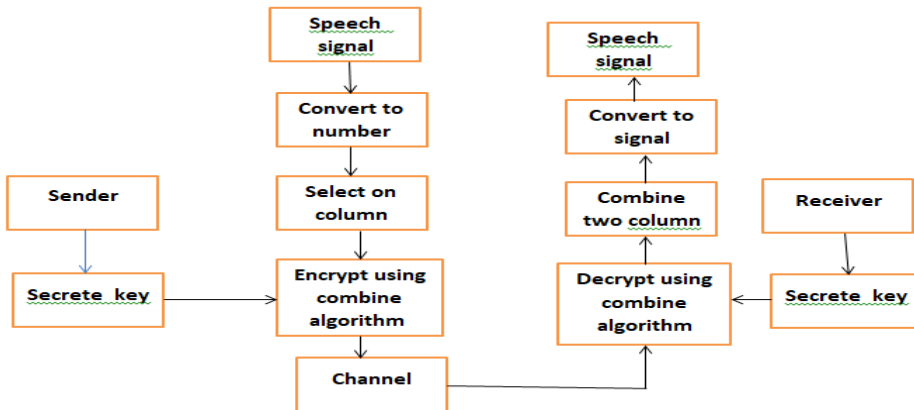 Speech
signal
Convert to
number
Select on
column
Sender
Secrete key
Encrypt using
combine
algorithm
Channel
Speech
signal
Convert to
signal
Combine
two column
Receiver
Decrypt using
combine
algorithm
Secrete key